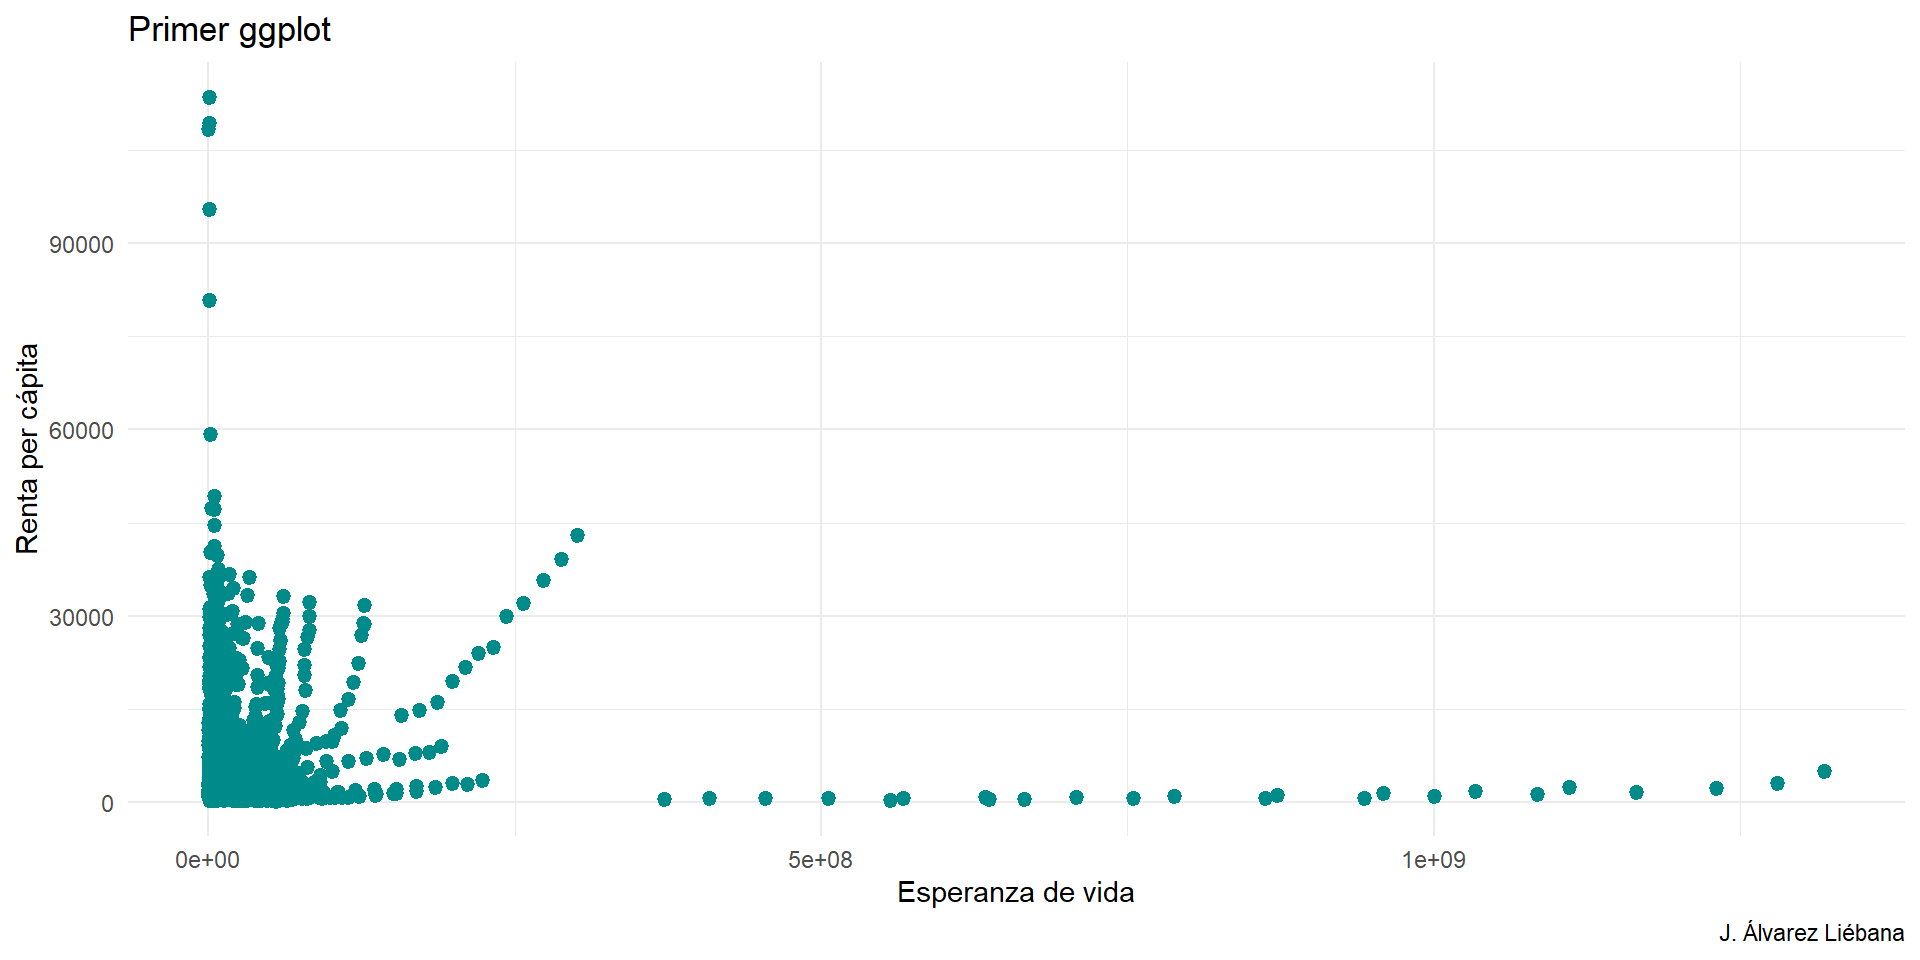 Primer ggplot
Renta per cápita
90000
60000
30000
0
0e+00
5e+08
1e+09
Esperanza de vida
J. Álvarez Liébana